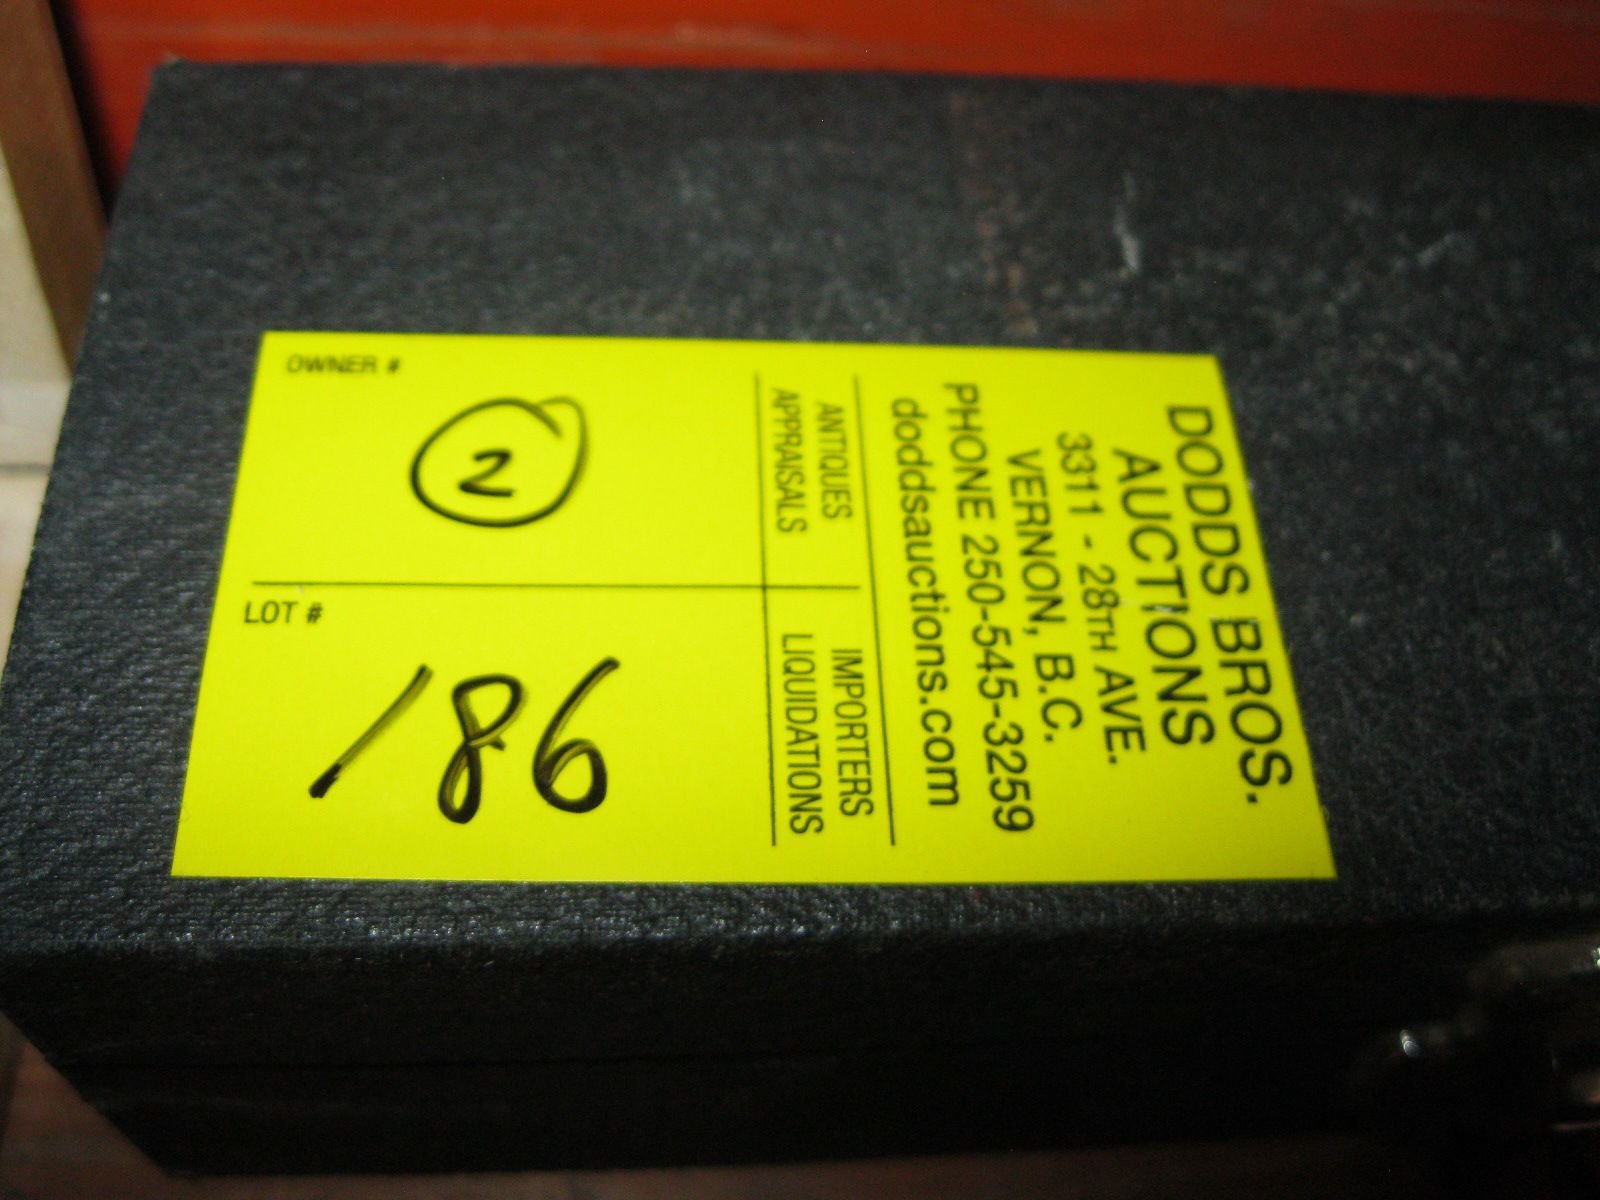 DODDS BROS.
AUCTIONS
3311 - 28TH AVE.
VERNON, B.C.
PHONE 250-545-3259
doddsauctions.com
ANTIQUES IMPORTERS
APPRAISALS LIQUIDATIONS
OWNER #
2
LOT #
186